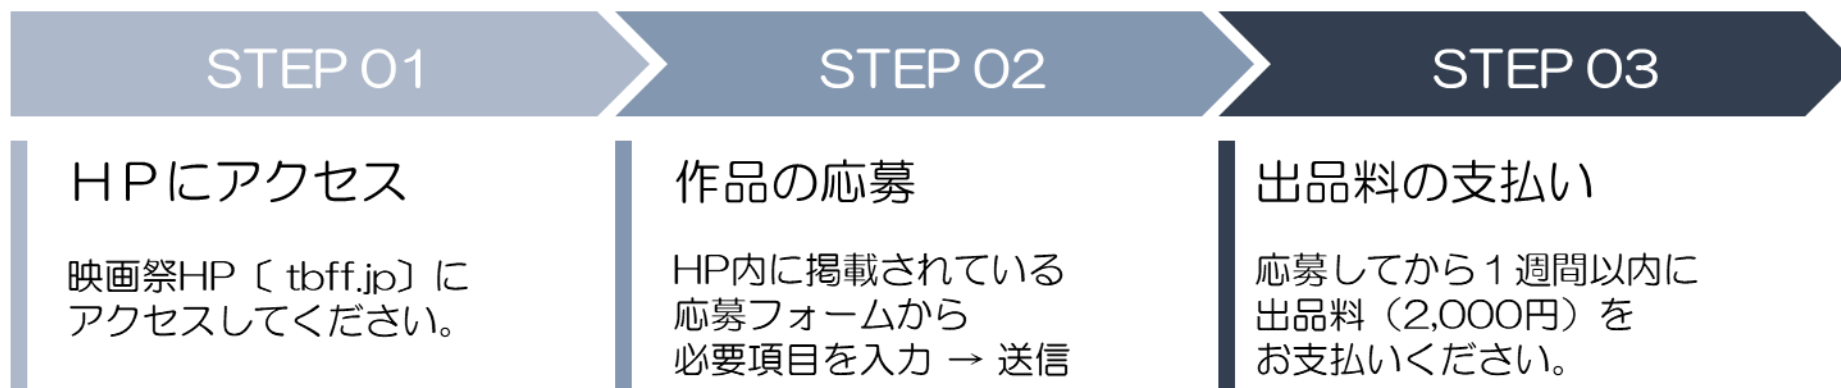 STEP 01
STEP 02
STEP 03
HPにアクセス
映画祭HP〔 tbff.jp〕に
アクセスしてください。
作品の応募
HP内に掲載されている
応募フォームから
必要項目を入力 → 送信
出品料の支払い
応募してから1週間以内に
出品料（2,000円）を
お支払いください。